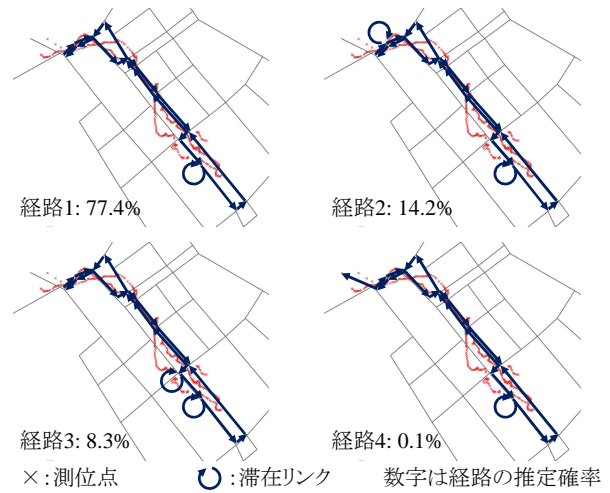 経路1: 77.4%
経路2: 14.2%
経路3: 8.3%
経路4: 0.1%
×:測位点 :滞在リンク 数字は経路の推定確率